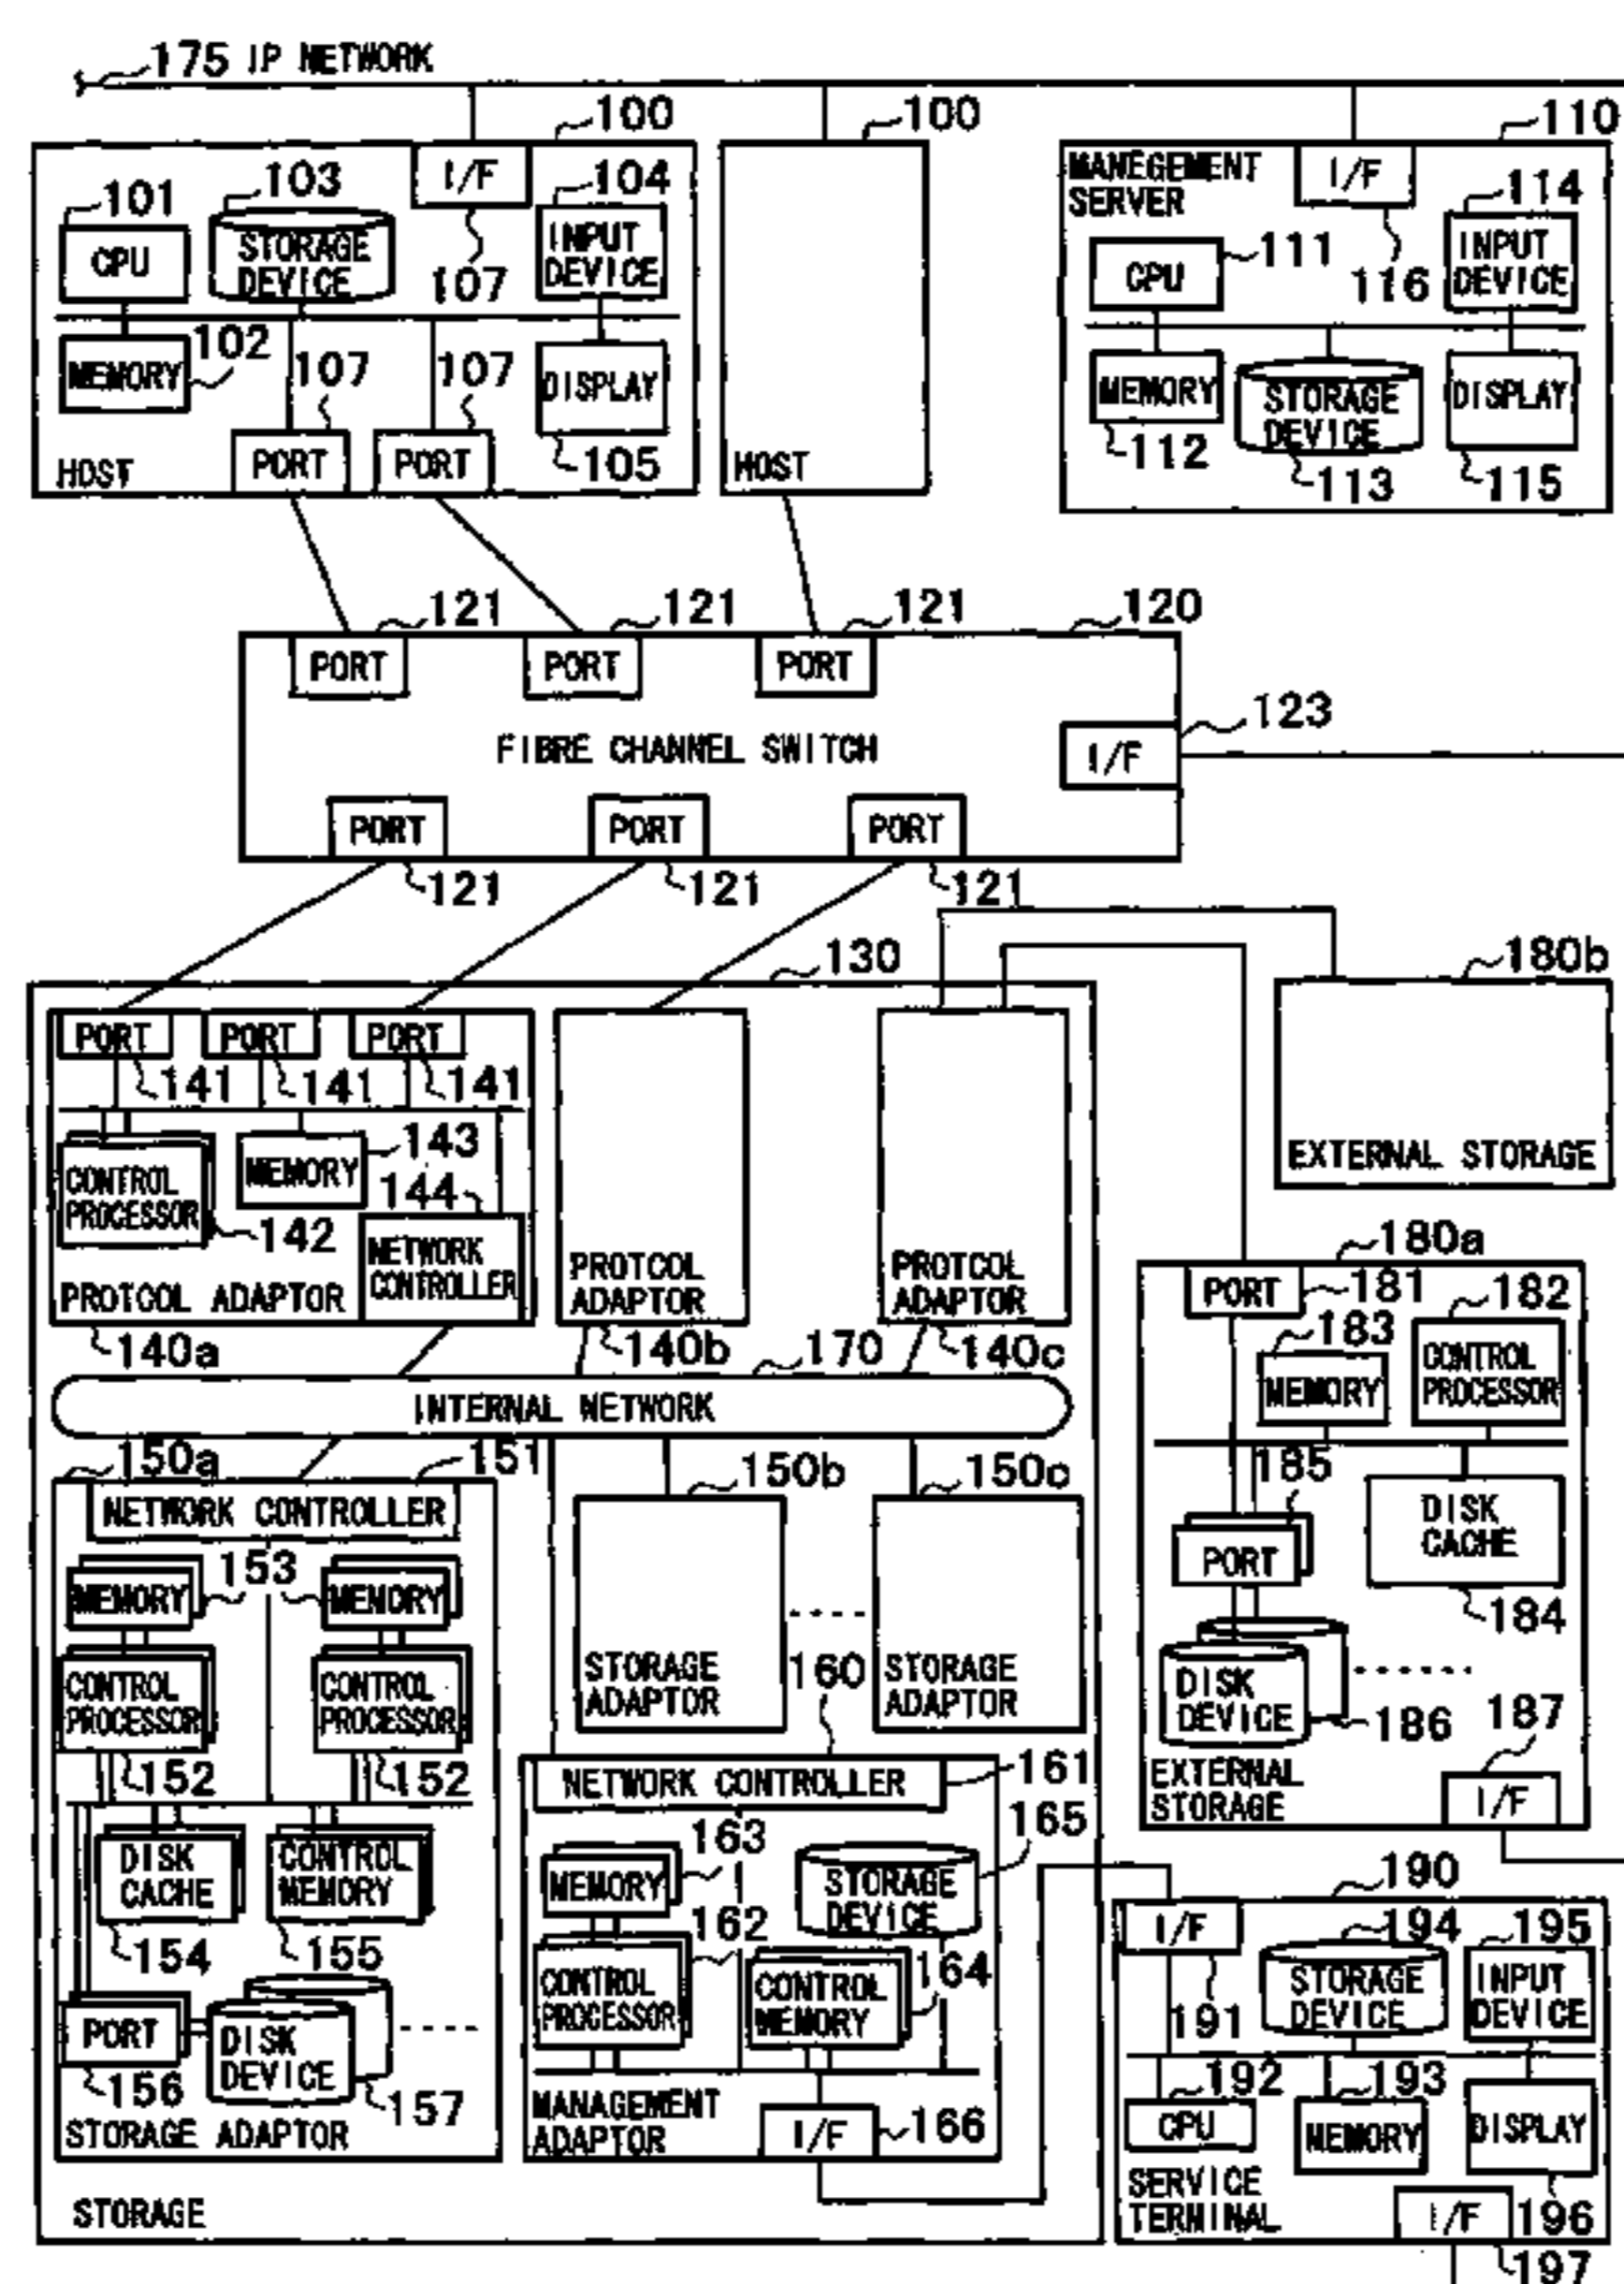 175 IP NETWORK
100
100
110
I/F
MANEGEMENT
SERVER
I/F
101
103
104
114
CPU
STORAGE
DEVICE
INPUT
DEVICE
107
CPU
111
116
INPUT
DEVICE
MEMORY
102
107
107
DISPLAY
105
MEMORY
112
STORAGE
DEVICE
113
DISPLAY
115
HOST
PORT
PORT
HOST
121
121
121
120
PORT
PORT
PORT
FIBRE CHANNEL SWITCH
I/F
123
PORT
PORT
PORT
121
121
121
130
180b
EXTERNAL STORAGE
PORT
PORT
PORT
141
141
141
143
MEMORY
144
CONTROL
PROCESSOR
142
NETWORK
CONTROLLER
PROTCOL ADAPTOR
140a
PROTCOL
ADAPTOR
140b
PROTCOL
ADAPTOR
140c
170
INTERNAL NETWORK
180a
PORT
181
182
183
MEMORY
CONTROL
PROCESSOR
185
PORT
DISK
CACHE
184
DISK
DEVICE
186
187
EXTERNAL
STORAGE
I/F
150a
151
NETWORK CONTROLLER
150b
150c
MEMORY
153
MEMORY
CONTROL
PROCESSOR
CONTROL
PROCESSOR
152
152
STORAGE
ADAPTOR
160
STORAGE
ADAPTOR
DISK
CACHE
CONTROL
MEMORY
154
155
PORT
156
DISK
DEVICE
157
STORAGE ADAPTOR
NETWORK CONTROLLER
161
163
165
MEMORY
STORAGE
DEVICE
162
CONTROL
PROCESSOR
CONTROL
MEMORY
164
MANAGEMENT
ADAPTOR
I/F
166
STORAGE
190
I/F
194
195
191
STORAGE
DEVICE
INPUT
DEVICE
192
193
CPU
MEMORY
DISPLAY
SERVICE
TERMINAL
I/F
196
197